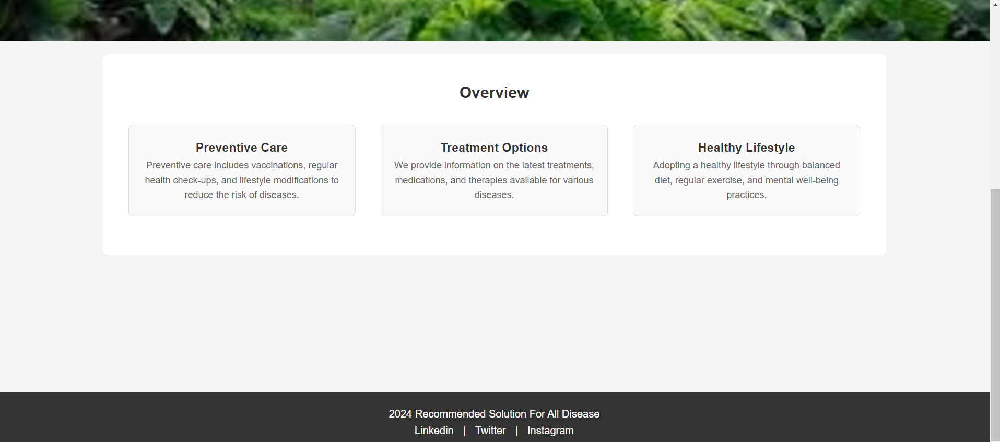 Overview
Preventive Care
Preventive care includes vaccinations, regular
health check-ups, and lifestyle modifications to
reduce the risk of diseases.
Treatment Options
We provide information on the latest treatments,
medications, and therapies available for various
diseases.
Healthy Lifestyle
Adopting a healthy lifestyle through balanced
diet, regular exercise, and mental well-being
practices.
2024 Recommended Solution For All Disease
Linkedin | Twitter | Instagram